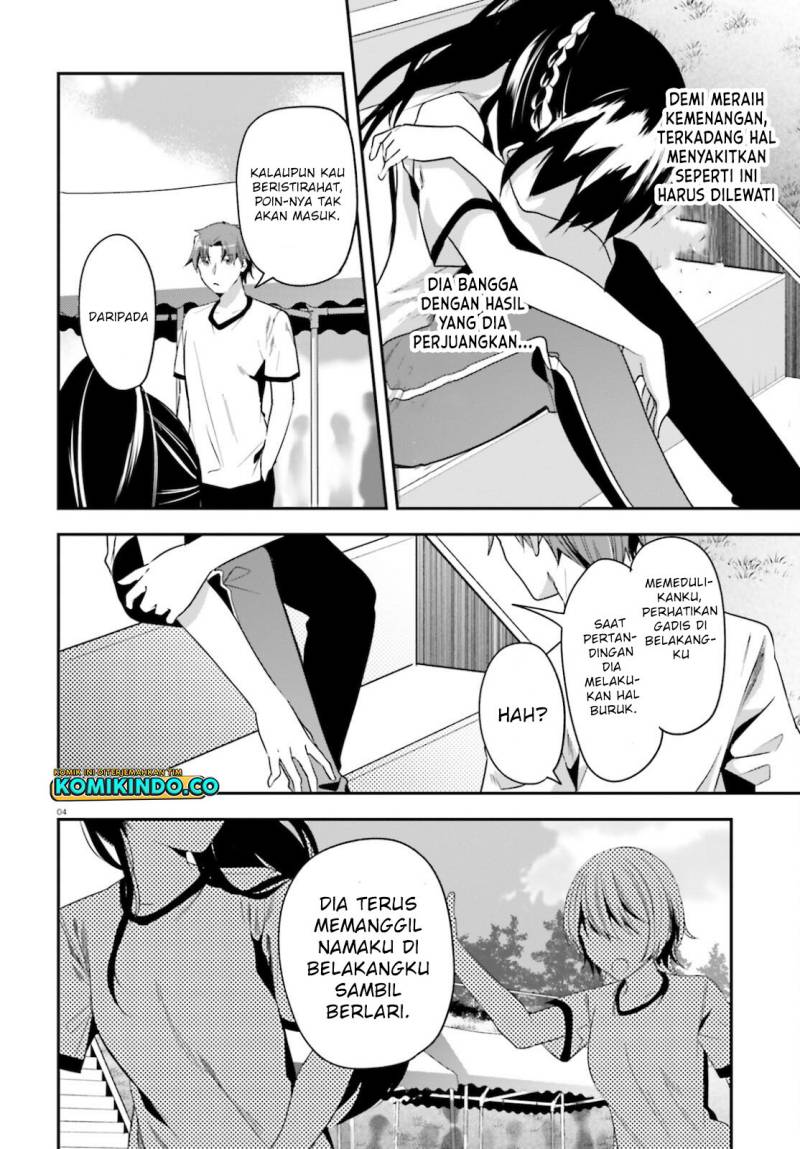 DEMI MERAIH
KEMENANGAN,
TERKADANG HAL
MENYAKITKAN
SEPERTI INI
HARUS DILEWATI
DIA BANGGA
DENGAN HASIL
YANG DIA
PERJUANGKAN...
KALAUPUN KAU
BERISTIRAHAT,
POIN-NYA TAK
AKAN MASUK.
DARIPADA
MEMEDULI-
KANKU,
PERHATIKAN
GADIS DI
BELAKANG-
KU
SAAT
PERTAN-
DINGAN
DIA
MELAKU-
KAN HAL
BURUK.
HAH?
KOMIK INI DITERJEMAHKAN TIM
KOMIKINDO.CO
04
DIA TERUS
MEMANGGIL
NAMAKU DI
BELAKANGKU
SAMBIL
BERLARI.